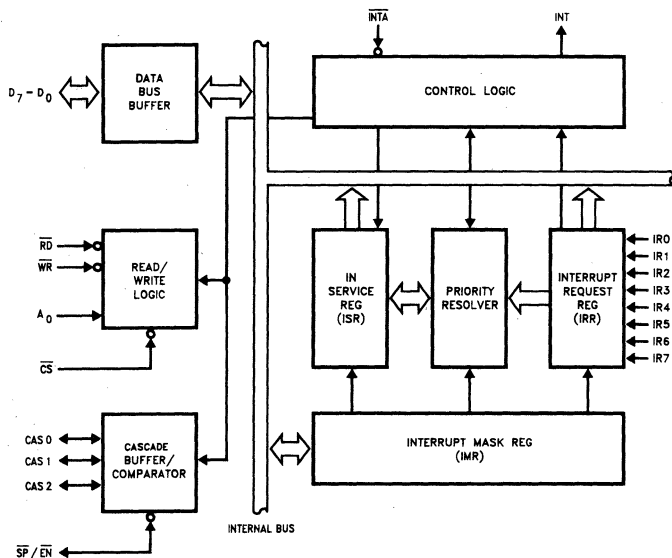 INTA
INT
D7-D0
DATA
BUS
BUFFER
CONTROL LOGIC
RD
WR
A0
CS
READ/
WRITE
LOGIC
IN
SERVICE
REG
(ISR)
PRIORITY
RESOLVER
INTERRUPT
REQUEST
REG
(IRR)
IR0
IR1
IR2
IR3
IR4
IR5
IR6
IR7
CAS 0
CAS 1
CAS 2
CASCADE
BUFFER/
COMPARATOR
INTERRUPT MASK REG
(IMR)
SP/EN
INTERNAL BUS